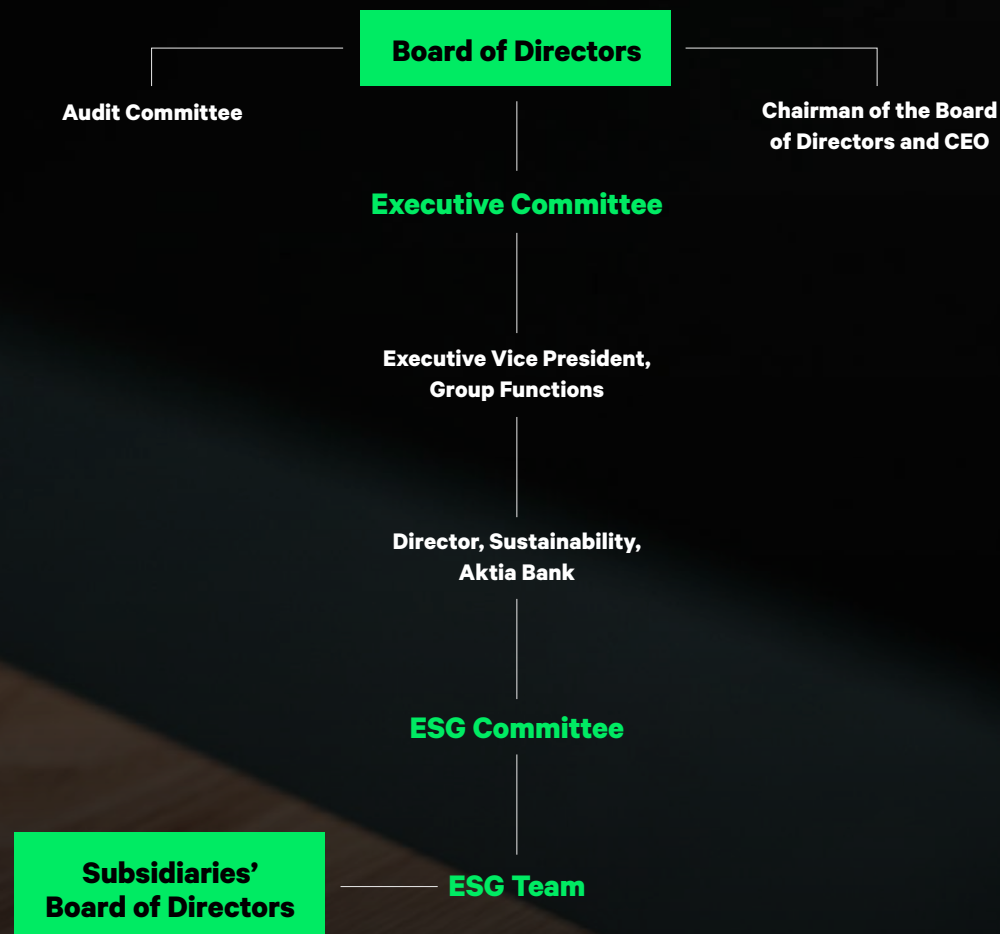 Board of Directors
Audit Committee
Chairman of the Board
of Directors and CEO
Executive Committee
Executive Vice President,
Group Functions
Director, Sustainability,
Aktia Bank
ESG Committee
Subsidiaries’
Board of Directors
ESG Team